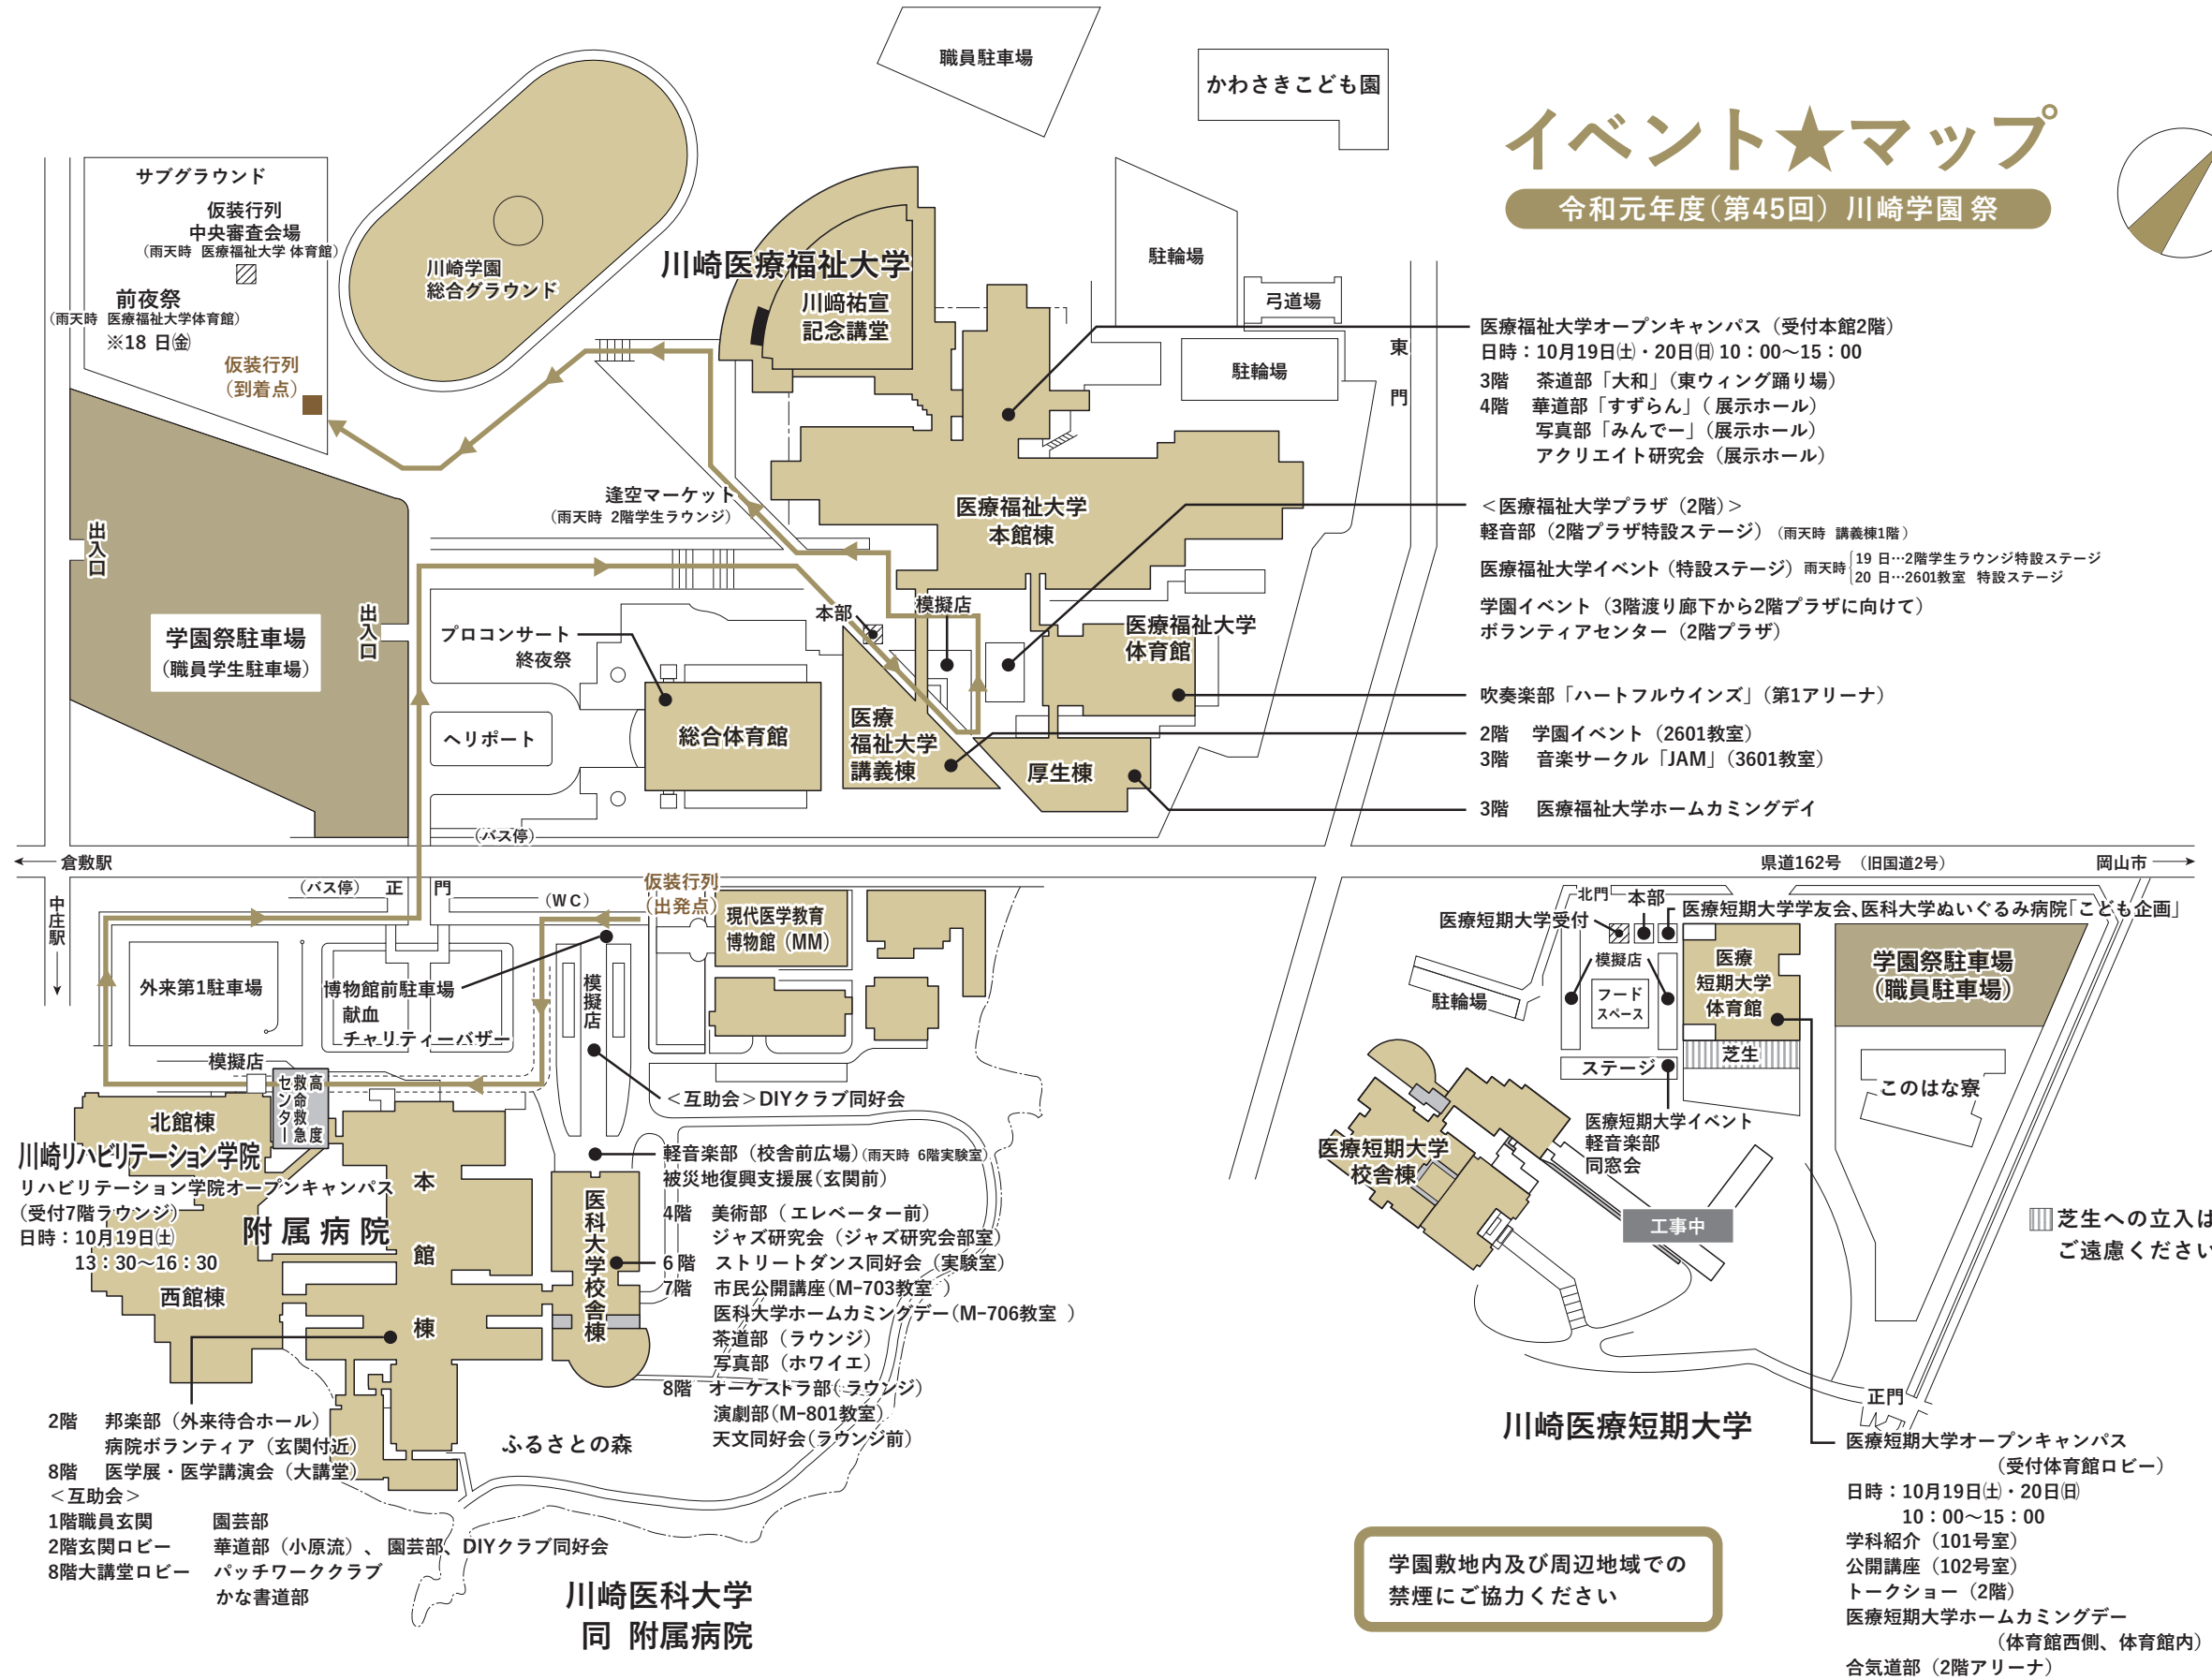 職員駐車場
かわさきこども園
イベント★マップ
令和元年度(第45回) 川崎学園祭
サブグラウンド
仮装行列
中央審査会場
(雨天時 医療福祉大学 体育館)
前夜祭
(雨天時 医療福祉大学体育館)
※18 日㈮
仮装行列
(到着点)
川崎学園
総合グラウンド
川崎医療福祉大学
川﨑祐宣
記念講堂
駐輪場
弓道場
駐輪場
東門
医療福祉大学オープンキャンパス(受付本館2階)
日時:10月19日㈯・20日㈰ 10:00〜15:00
3階 茶道部「大和」(東ウィング踊り場)
4階 華道部「すずらん」( 展示ホール)
写真部「みんでー」(展示ホール)
アクリエイト研究会(展示ホール)
逢空マーケット
(雨天時 2階学生ラウンジ)
医療福祉大学
本館棟
<医療福祉大学プラザ(2階)>
軽音部(2階プラザ特設ステージ)(雨天時 講義棟1階)
医療福祉大学イベント(特設ステージ) 雨天時
19 日…2階学生ラウンジ特設ステージ
20 日…2601教室 特設ステージ
学園イベント(3階渡り廊下から2階プラザに向けて)
ボランティアセンター(2階プラザ)
出入口
出入口
学園祭駐車場
(職員学生駐車場)
プロコンサート
終夜祭
本部
模擬店
医療福祉大学
体育館
吹奏楽部「ハートフルウインズ」(第1アリーナ)
ヘリポート
総合体育館
医療
福祉大学
講義棟
厚生棟
2階 学園イベント(2601教室)
3階 音楽サークル「JAM」(3601教室)
3階 医療福祉大学ホームカミングデイ
(バス停)
←倉敷駅
県道162号 (旧国道2号)
岡山市→
中庄駅↓
(バス停)
正門
(WC)
仮装行列
(出発点)
現代医学教育
博物館(MM)
外来第1駐車場
博物館前駐車場
献血
チャリティーバザー
模擬店
模擬店
高度救命救急センター
<互助会>DIYクラブ同好会
北館棟
川崎リハビリテーション学院
リハビリテーション学院オープンキャンパス
(受付7階ラウンジ)
日時:10月19日㈯
13:30〜16:30
附属病院
西館棟
本館棟
医科大学校舎棟
軽音楽部(校舎前広場)(雨天時 6階実験室)
被災地復興支援展(玄関前)
4階 美術部( エレベーター前)
ジャズ研究会(ジャズ研究会部室)
6階 ストリートダンス同好会(実験室)
7階 市民公開講座(M-703教室 )
医科大学ホームカミングデー(M-706教室 )
茶道部(ラウンジ)
写真部(ホワイエ)
8階 オーケストラ部(ラウンジ)
演劇部(M-801教室)
天文同好会(ラウンジ前)
2階 邦楽部(外来待合ホール)
病院ボランティア(玄関付近)
8階 医学展・医学講演会(大講堂)
<互助会>
1階職員玄関 園芸部
2階玄関ロビー 華道部(小原流)、園芸部、DIYクラブ同好会
8階大講堂ロビー パッチワーククラブ
かな書道部
ふるさとの森
川崎医科大学
同 附属病院
北門
本部
医療短期大学受付
医療短期大学学友会、医科大学ぬいぐるみ病院「こども企画」
模擬店
フード
スペース
駐輪場
医療
短期大学
体育館
芝生
ステージ
学園祭駐車場
(職員駐車場)
このはな寮
医療短期大学
校舎棟
医療短期大学イベント
軽音楽部
同窓会
工事中
芝生への立入は
ご遠慮ください
正門
川崎医療短期大学
医療短期大学オープンキャンパス
(受付体育館ロビー)
日時:10月19日㈯・20日㈰
10:00〜15:00
学科紹介(101号室)
公開講座(102号室)
トークショー(2階)
医療短期大学ホームカミングデー
(体育館西側、体育館内)
合気道部(2階アリーナ)
学園敷地内及び周辺地域での
禁煙にご協力ください